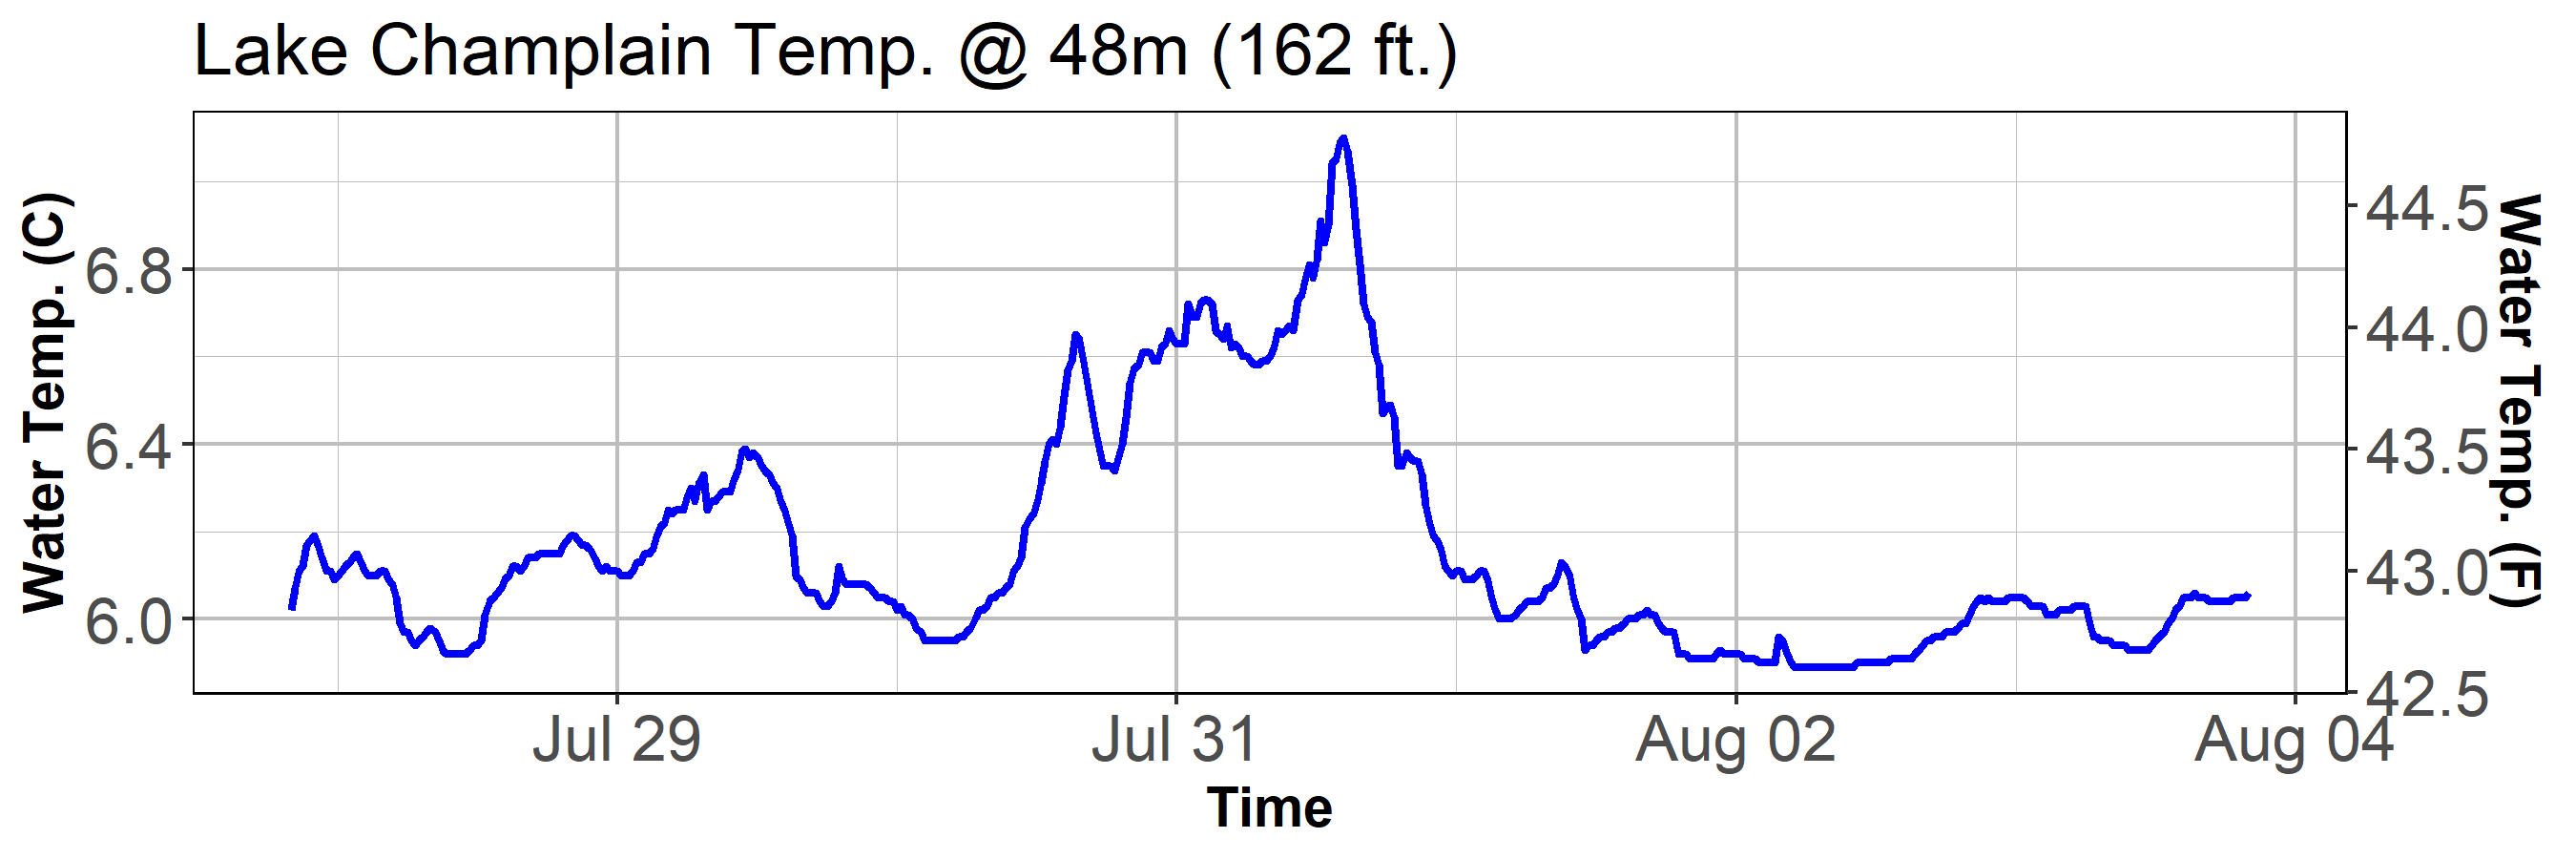 Lake Champlain Temp. @ 48m (162 ft.)
Water Temp. (C)
6.8
6.4
6.0
44.5
44.0
43.5
43.0
42.5
Water Temp. (F)
Jul 29
Jul 31
Aug 02
Aug 04
Time